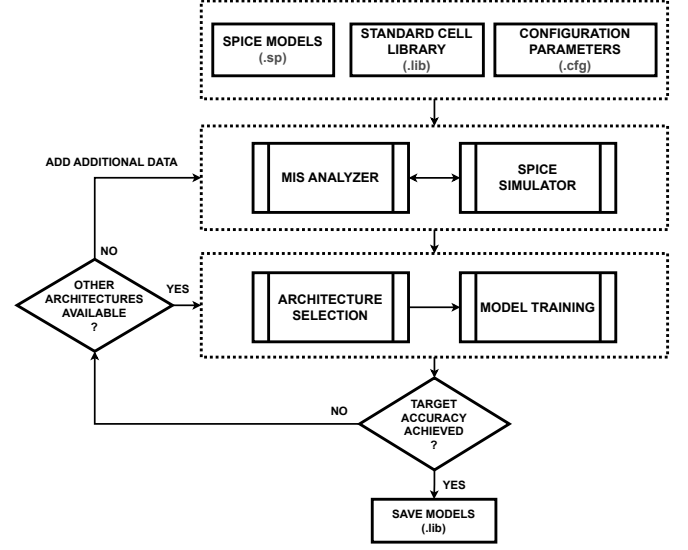 SPICE MODELS
(.sp)
STANDARD CELL
LIBRARY
(.lib)
CONFIGURATION
PARAMETERS
(.cfg)
ADD ADDITIONAL DATA
MIS ANALYZER
SPICE
SIMULATOR
NO
OTHER
ARCHITECTURES
AVAILABLE
?
YES
ARCHITECTURE
SELECTION
MODEL TRAINING
NO
TARGET
ACCURACY
ACHIEVED
?
YES
SAVE MODELS
(.lib)